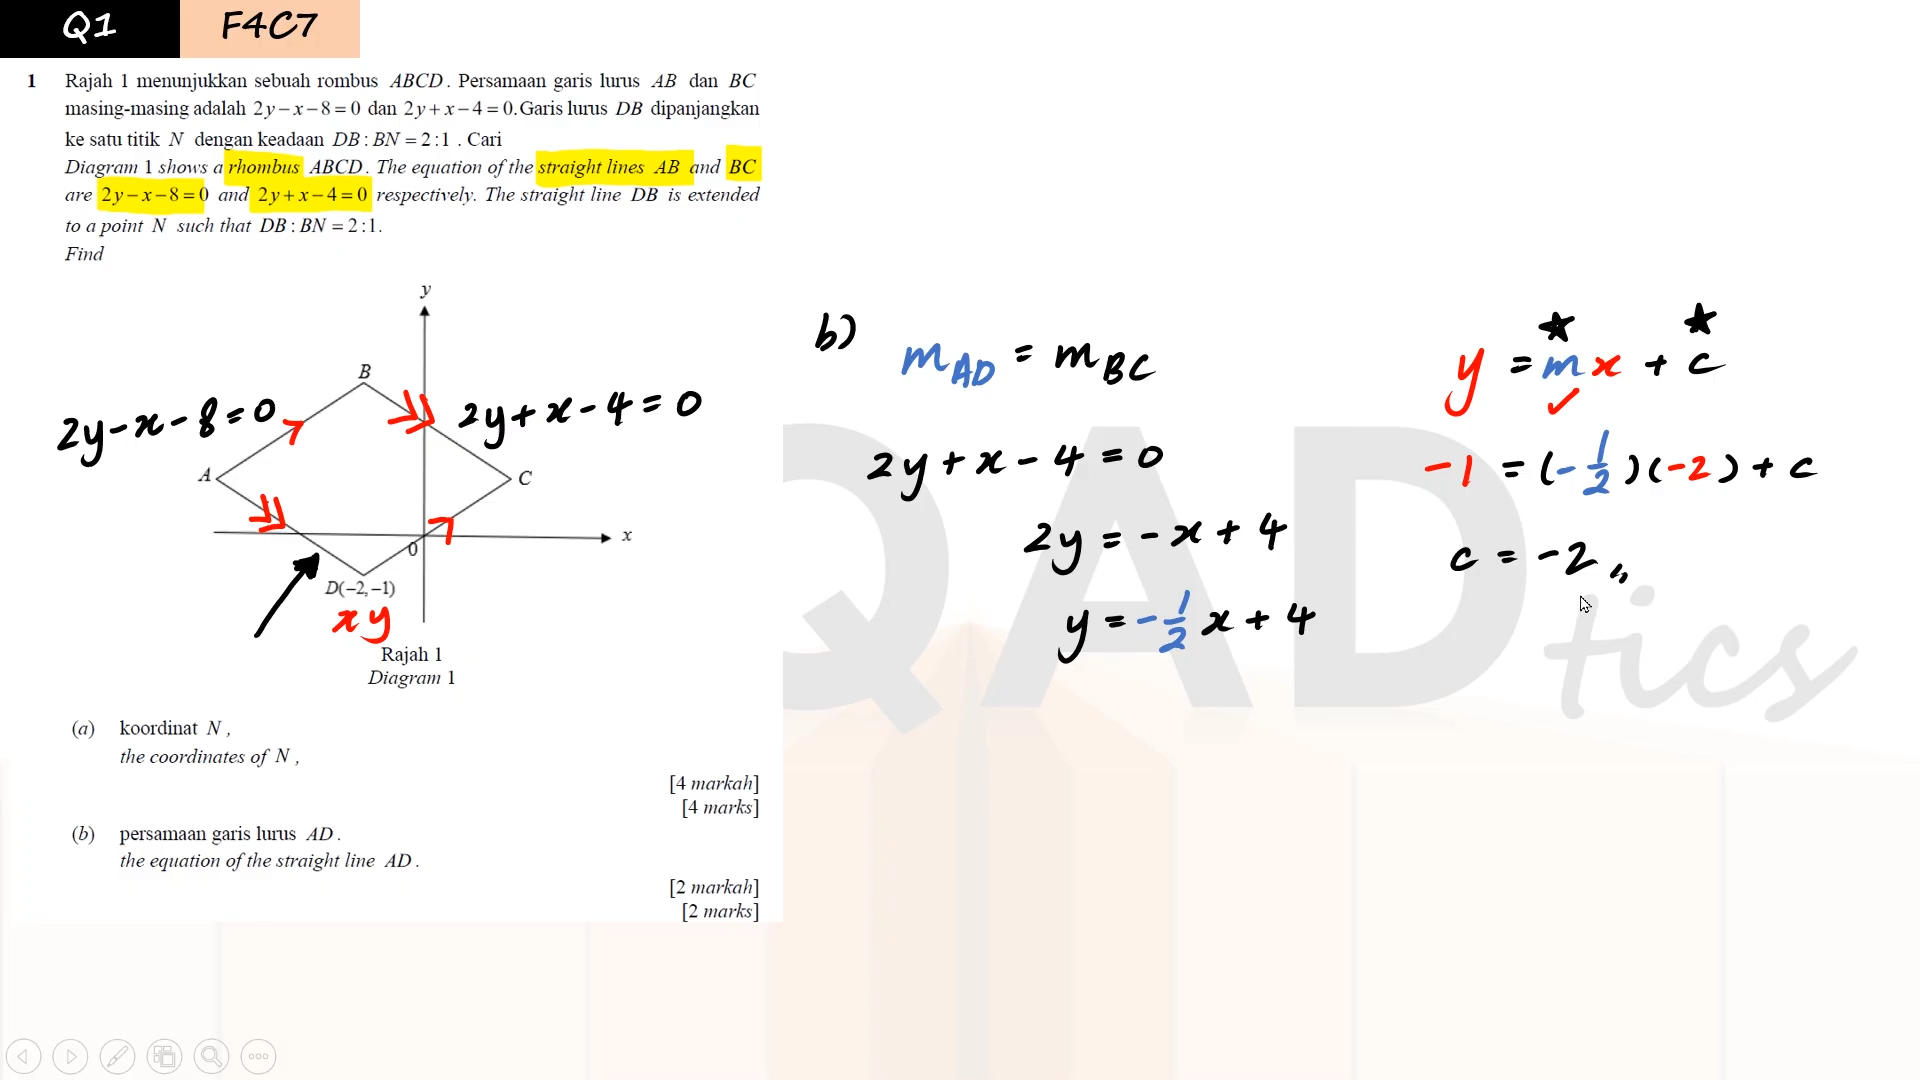 Q1
F4C7
1 Rajah 1 menunjukkan sebuah rombus ABCD. Persamaan garis lurus AB dan BC
masing-masing adalah 2y−x−8=0 dan 2y+x−4=0.Garis lurus DB dipanjangkan
ke satu titik N dengan keadaan DB:BN=2:1. Cari
Diagram 1 shows a rhombus ABCD. The equation of the straight lines AB and BC
are 2y−x−8=0 and 2y+x−4=0 respectively. The straight line DB is extended
to a point N such that DB:BN=2:1.
Find
y
B
2y-x-8=0
2y+x-4=0
A
C
x
0
D(−2,−1)
x y
Rajah 1
Diagram 1
(a) koordinat N,
the coordinates of N,
[4 markah]
[4 marks]
(b) persamaan garis lurus AD.
the equation of the straight line AD.
[2 markah]
[2 marks]
b) mAD = mBC
2y+x-4=0
2y=-x+4
y=-1/2x+4
★ ★
y = mx + c
✓
-1 = (-1/2)(-2) + c
c = -2 ,,
QADtics